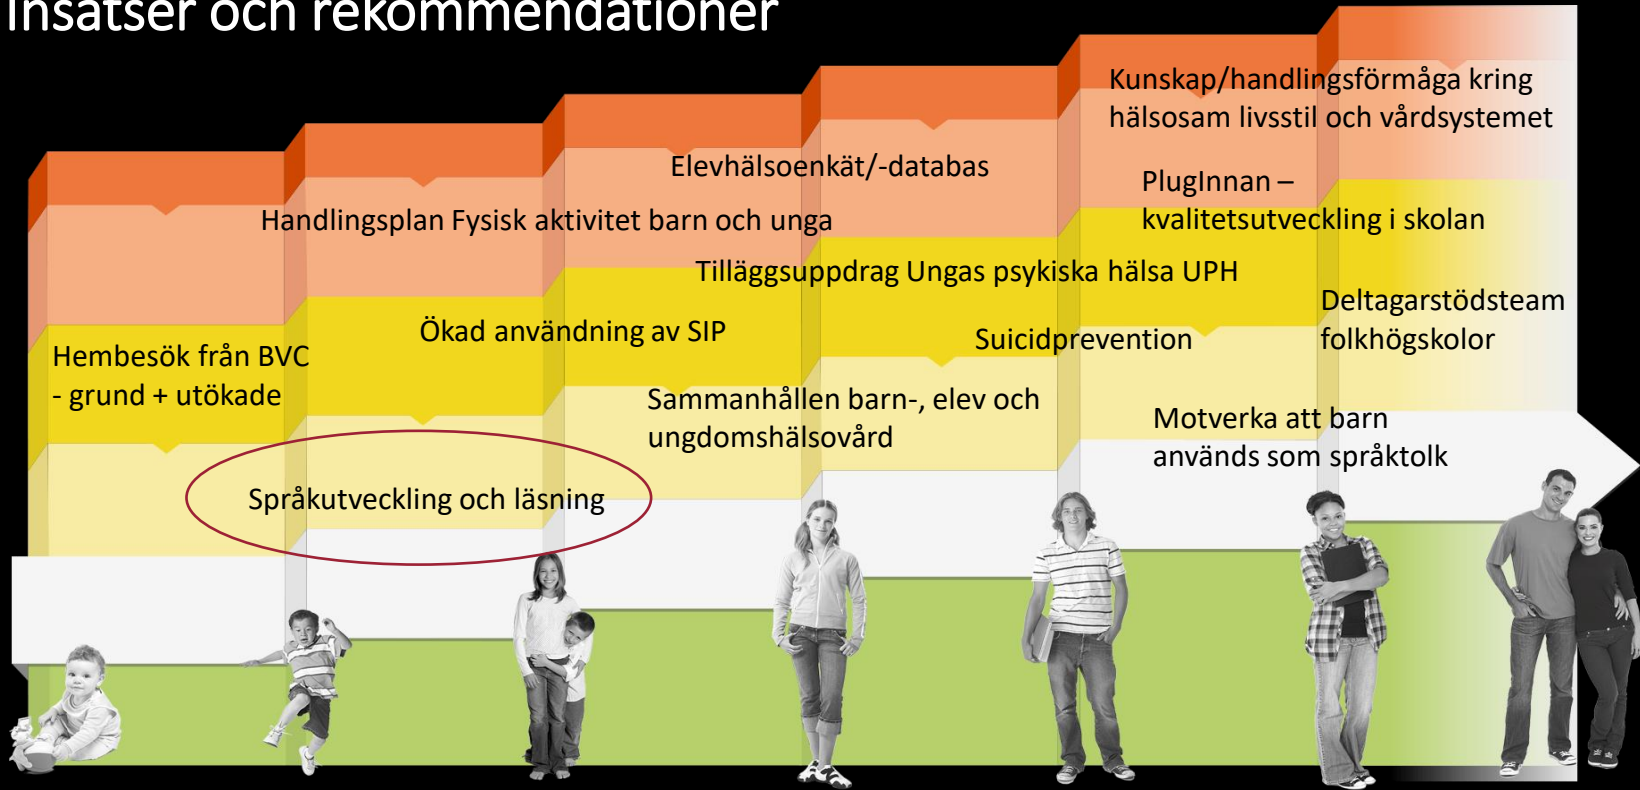 Insatser och rekommendationer
Kunskap/handlingsförmåga kring
hälsosam livsstil och vårdsystemet
Elevhälsoenkät/-databas
PlugInnan –
kvalitetsutveckling i skolan
Handlingsplan Fysisk aktivitet barn och unga
Tilläggsuppdrag Ungas psykiska hälsa UPH
Deltagarstödsteam
folkhögskolor
Ökad användning av SIP
Suicidprevention
Hembesök från BVC
- grund + utökade
Sammanhållen barn-, elev och
ungdomshälsovård
Motverka att barn
används som språktolk
Språkutveckling och läsning